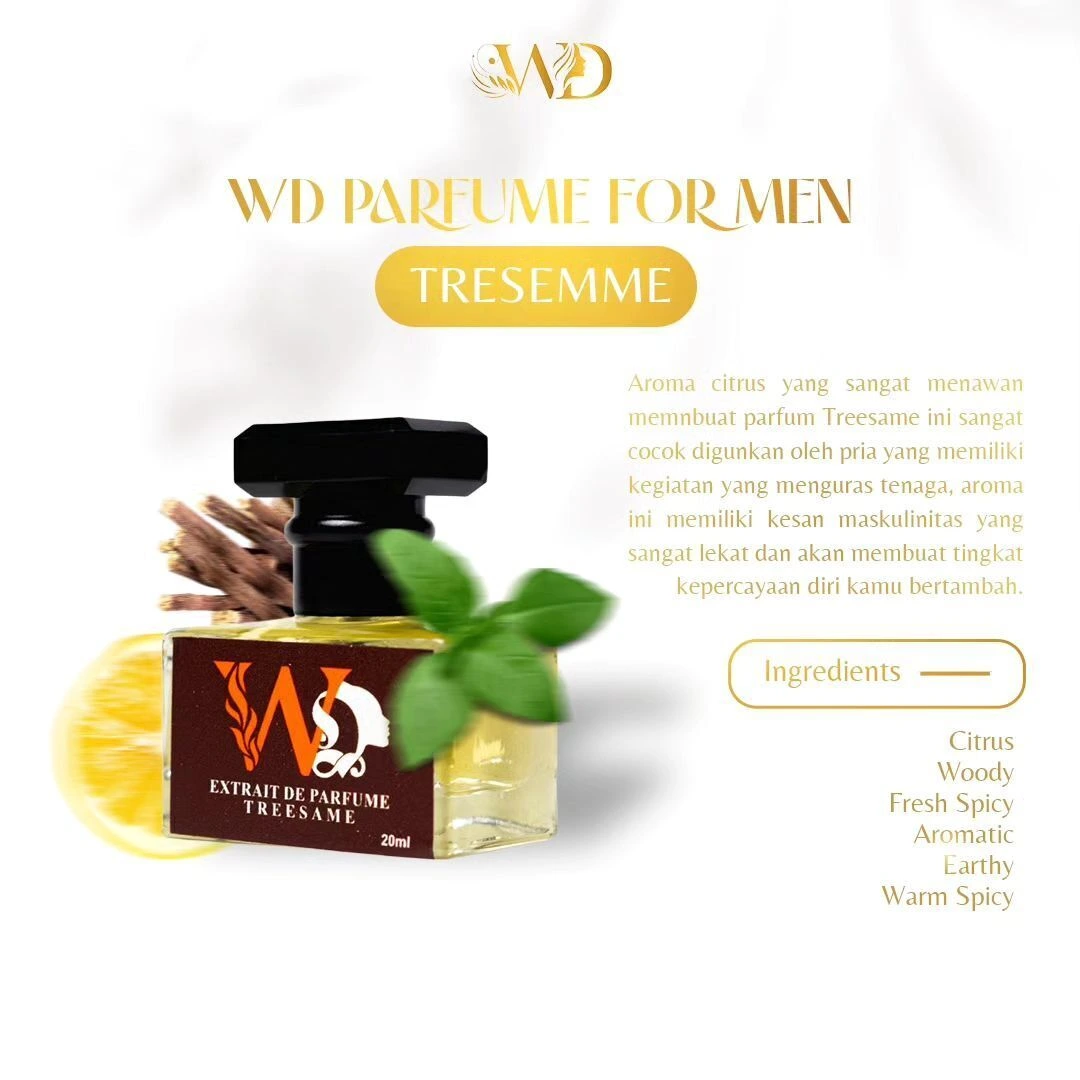 WD
WD PARFUME FOR MEN
TRESEMME
Aroma citrus yang sangat menawan
memnbuat parfum Treesame ini sangat
cocok digunkan oleh pria yang memiliki
kegiatan yang menguras tenaga, aroma
ini memiliki kesan maskulinitas yang
sangat lekat dan akan membuat tingkat
kepercayaan diri kamu bertambah.
WD
EXTRAIT DE PARFUME
TREESAME
20ml
Ingredients
Citrus
Woody
Fresh Spicy
Aromatic
Earthy
Warm Spicy